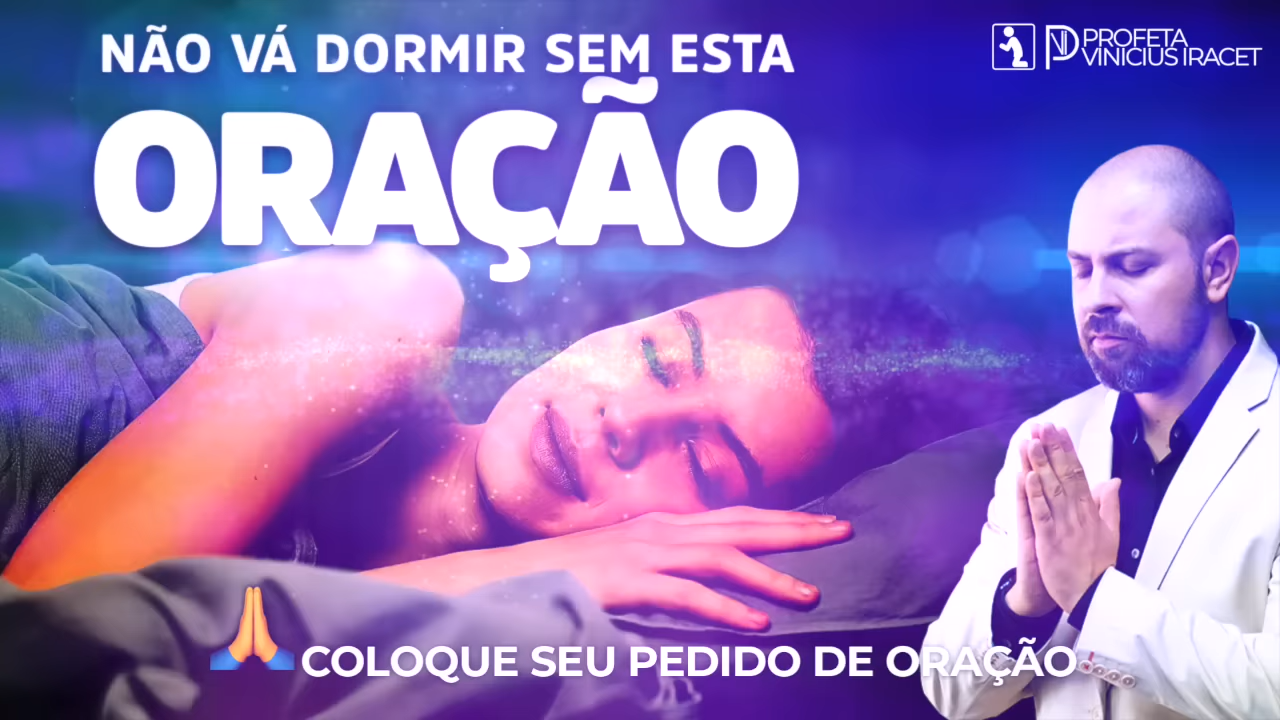 NÃO VÁ DORMIR SEM ESTA
ORAÇÃO
PROFETA
VINICIUS IRACET
COLOQUE SEU PEDIDO DE ORAÇÃO